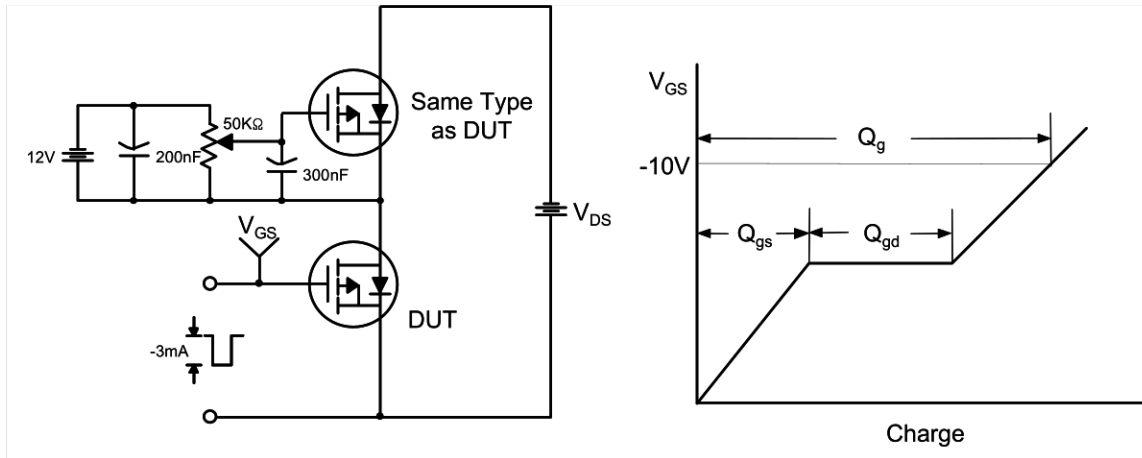 12V
200nF
50KΩ
300nF
Same Type
as DUT
V_DS
V_GS
DUT
-3mA
V_GS
-10V
Q_g
Q_gs
Q_gd
Charge